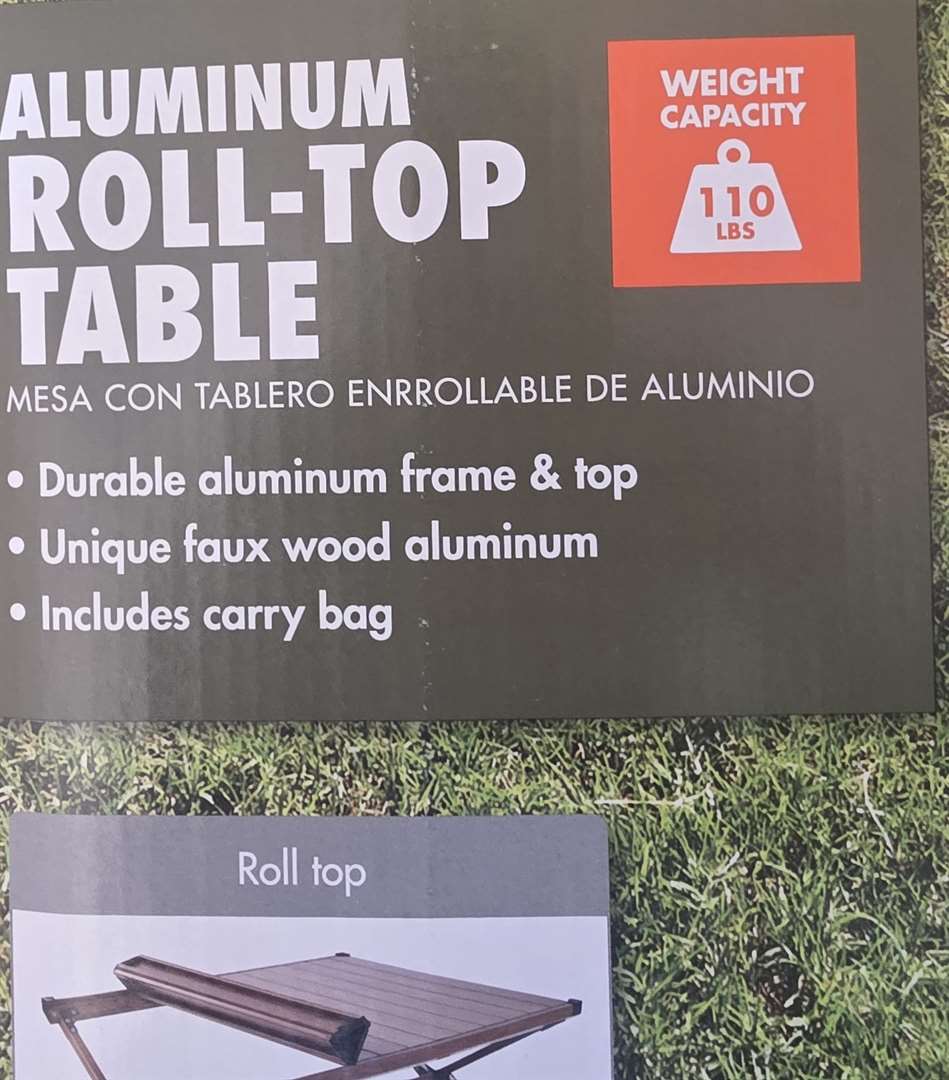 ALUMINUM
ROLL-TOP
TABLE
MESA CON TABLERO ENRROLLABLE DE ALUMINIO
• Durable aluminum frame & top
• Unique faux wood aluminum
• Includes carry bag
WEIGHT
CAPACITY
110
LBS
Roll top